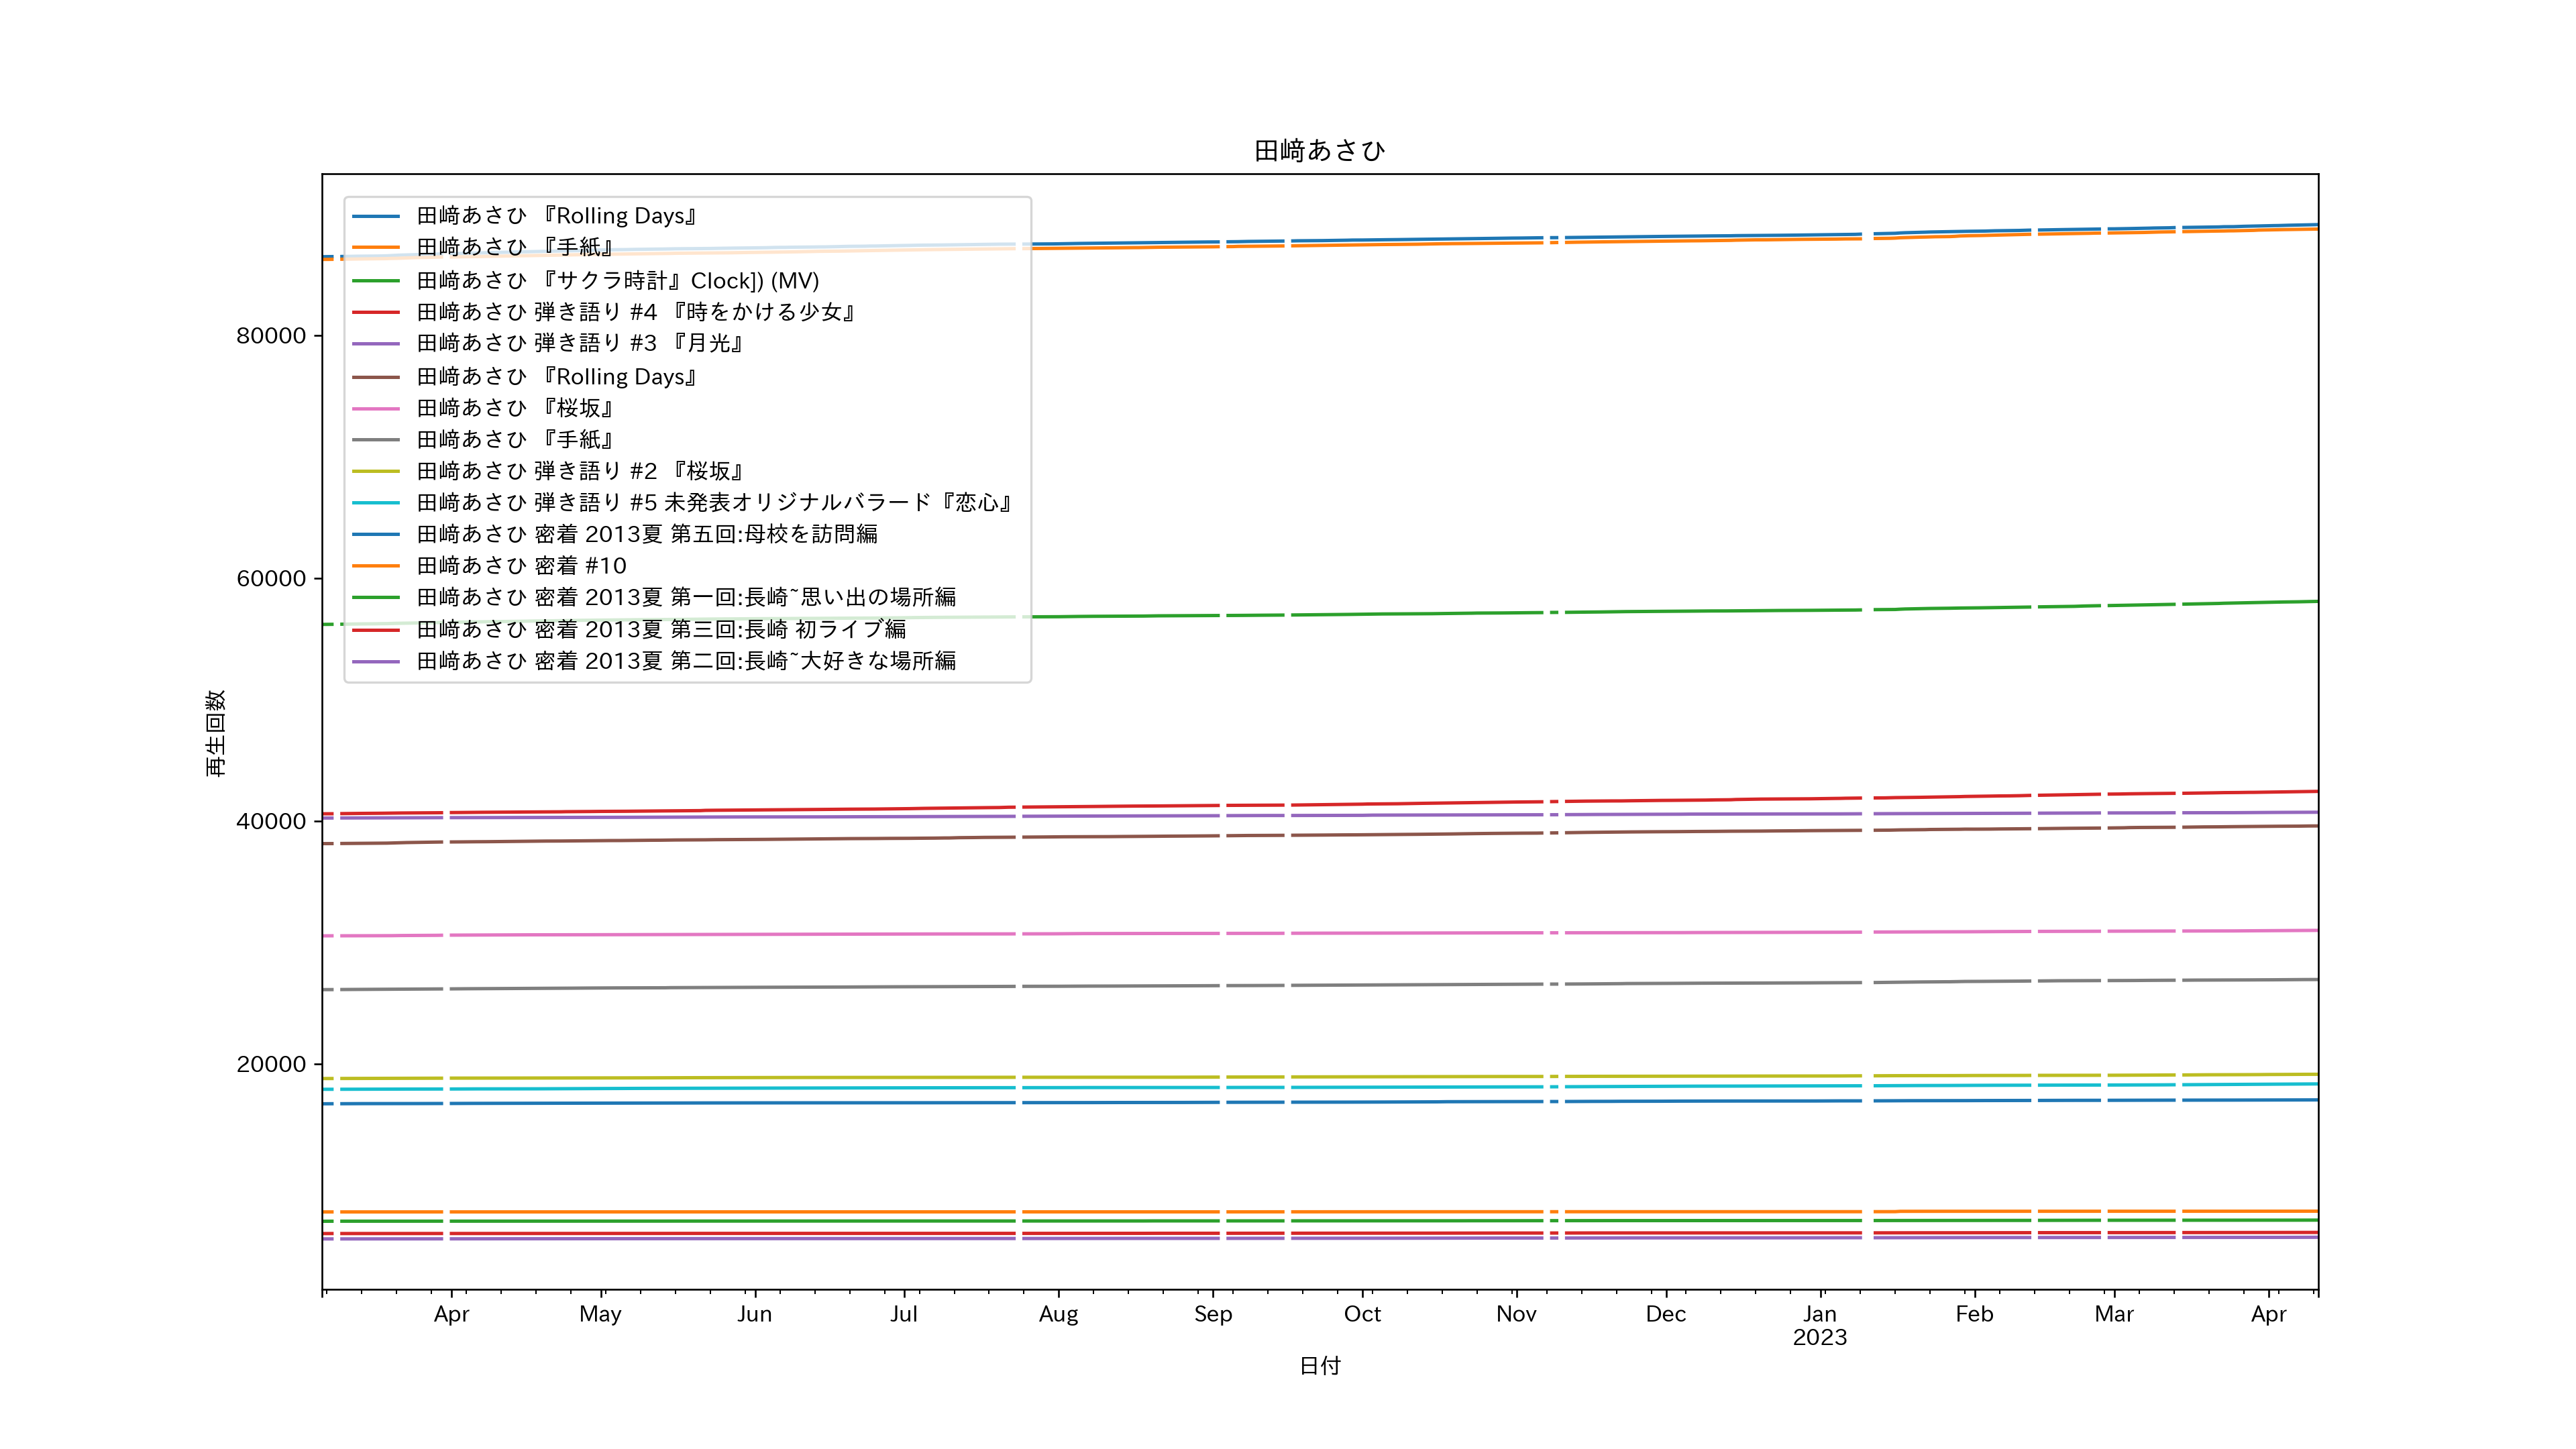 田﨑あさひ
田﨑あさひ 『Rolling Days』
田﨑あさひ 『手紙』
田﨑あさひ 『サクラ時計』Clock]) (MV)
田﨑あさひ 弾き語り #4 『時をかける少女』
田﨑あさひ 弾き語り #3 『月光』
田﨑あさひ 『Rolling Days』
田﨑あさひ 『桜坂』
田﨑あさひ 『手紙』
田﨑あさひ 弾き語り #2 『桜坂』
田﨑あさひ 弾き語り #5 未発表オリジナルバラード『恋心』
田﨑あさひ 密着 2013夏 第五回:母校を訪問編
田﨑あさひ 密着 #10
田﨑あさひ 密着 2013夏 第一回:長崎~思い出の場所編
田﨑あさひ 密着 2013夏 第三回:長崎 初ライブ編
田﨑あさひ 密着 2013夏 第二回:長崎~大好きな場所編
80000
60000
40000
20000
再生回数
Apr May Jun Jul Aug Sep Oct Nov Dec Jan Feb Mar Apr
2023
日付